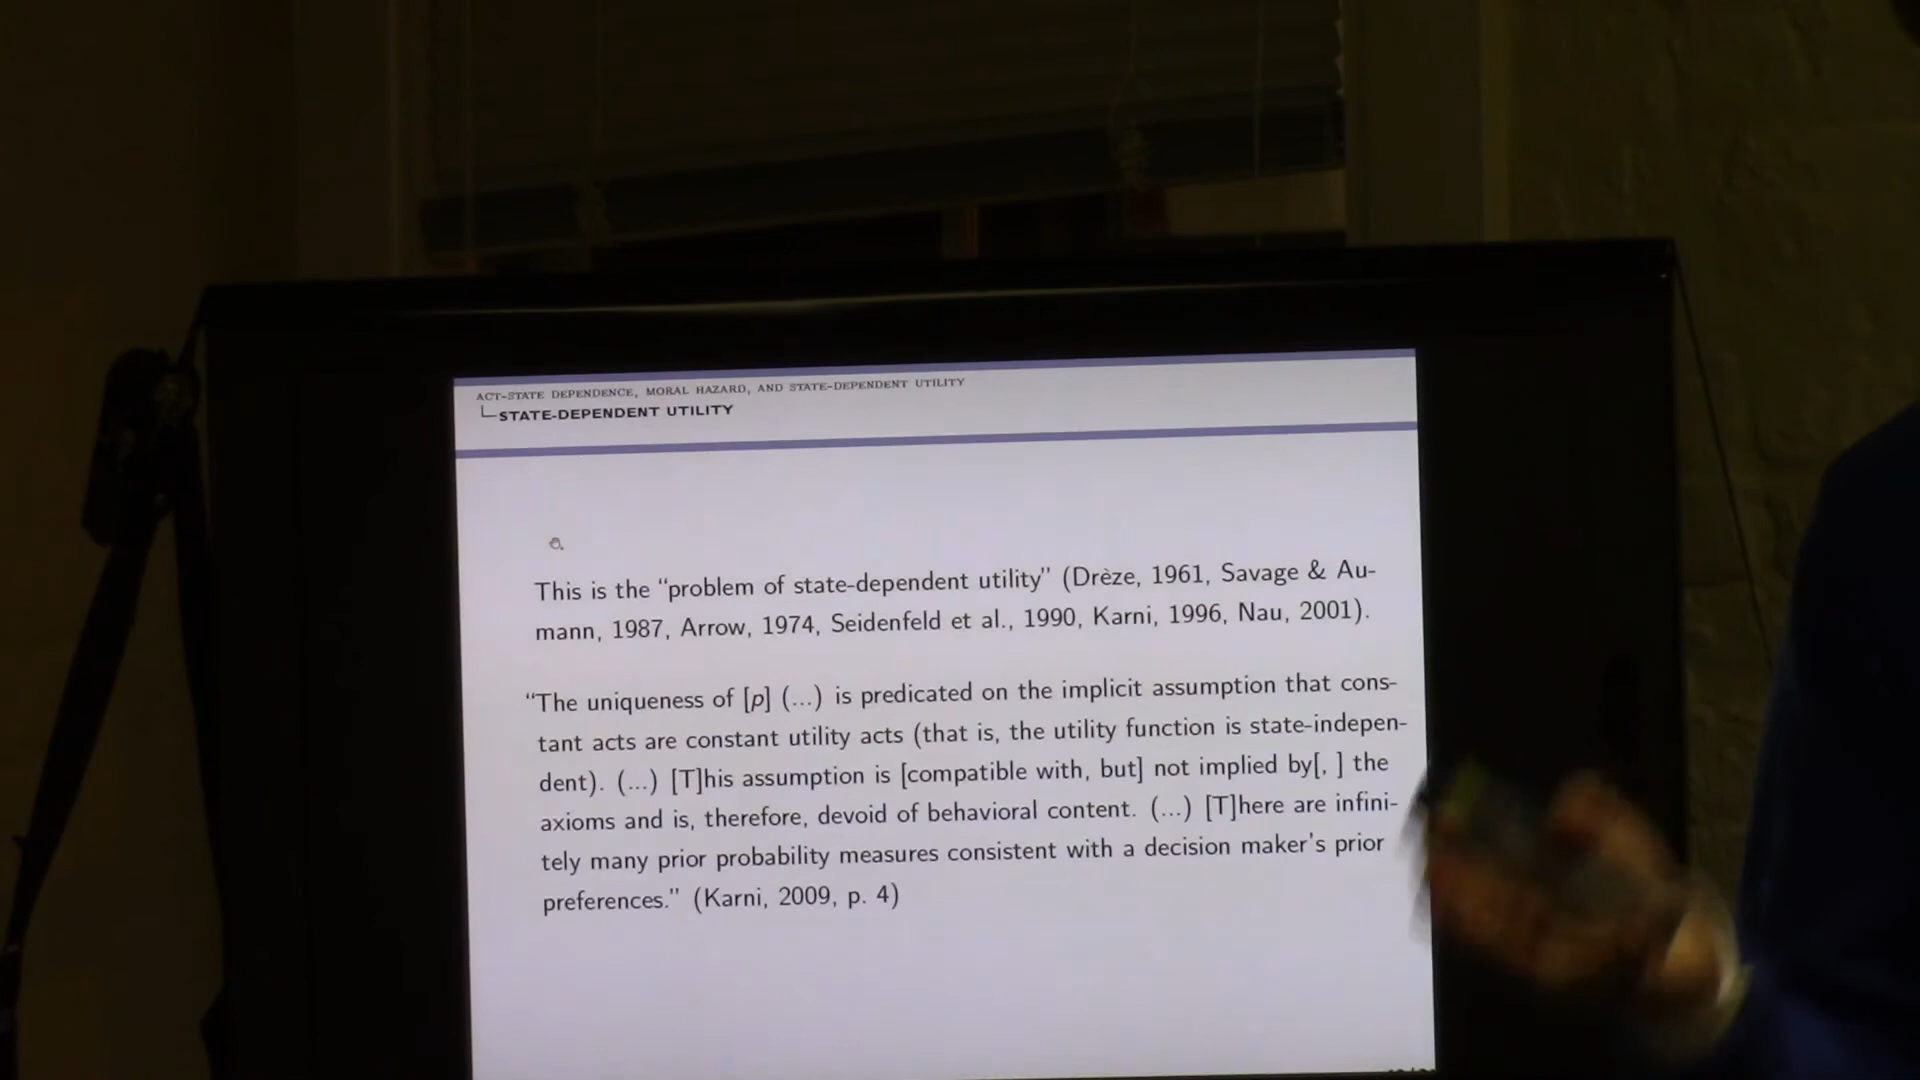 ACT-STATE DEPENDENCE, MORAL HAZARD, AND STATE-DEPENDENT UTILITY
STATE-DEPENDENT UTILITY
This is the “problem of state-dependent utility” (Drèze, 1961, Savage & Au-
mann, 1987, Arrow, 1974, Seidenfeld et al., 1990, Karni, 1996, Nau, 2001).
“The uniqueness of [p] (...) is predicated on the implicit assumption that cons-
tant acts are constant utility acts (that is, the utility function is state-indepen-
dent). (...) [T]his assumption is [compatible with, but] not implied by[, ] the
axioms and is, therefore, devoid of behavioral content. (...) [T]here are infini-
tely many prior probability measures consistent with a decision maker's prior
preferences.” (Karni, 2009, p. 4)